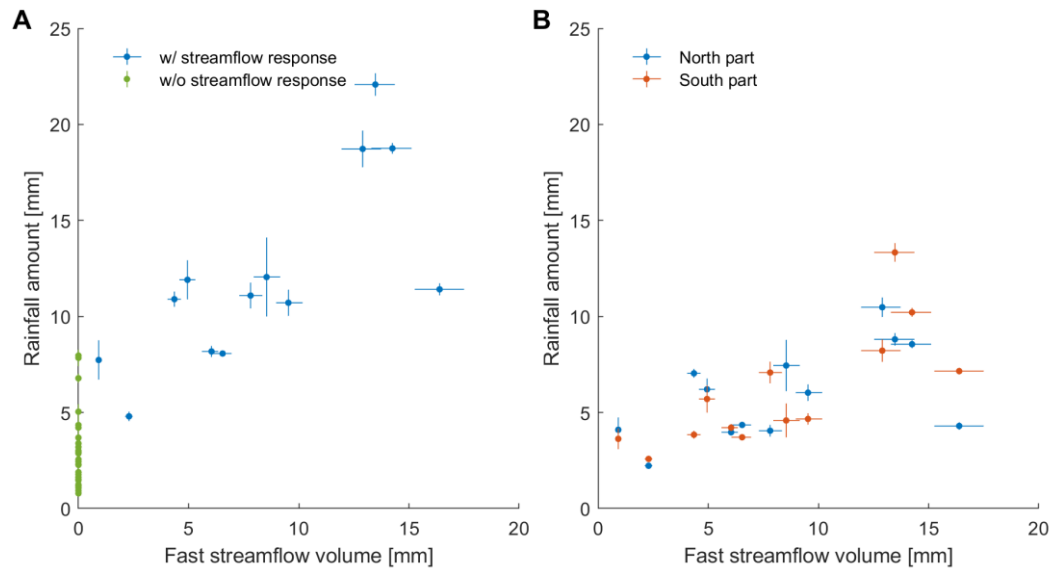 A
25
20
15
10
5
0
Rainfall amount [mm]
w/ streamflow response
w/o streamflow response
0
5
10
15
20
Fast streamflow volume [mm]
B
25
20
15
10
5
0
Rainfall amount [mm]
North part
South part
0
5
10
15
20
Fast streamflow volume [mm]